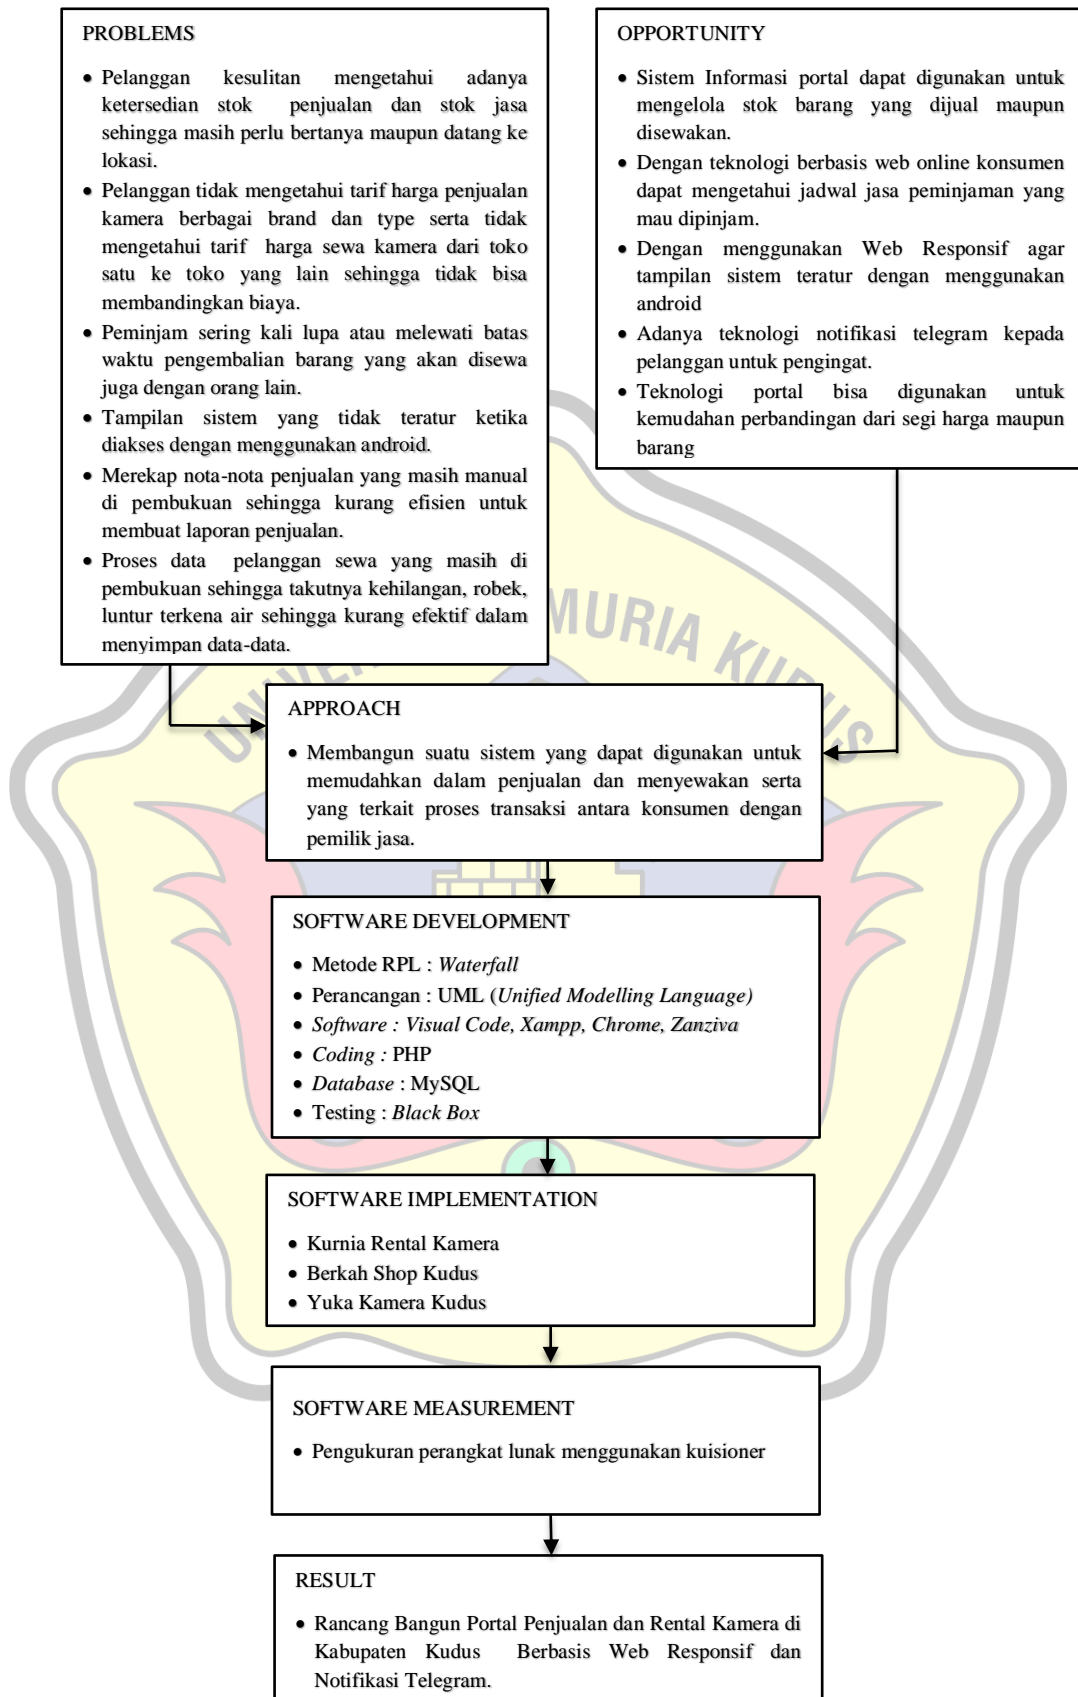 PROBLEMS
• Pelanggan kesulitan mengetahui adanya
ketersedian stok penjualan dan stok jasa
sehingga masih perlu bertanya maupun datang ke
lokasi.
• Pelanggan tidak mengetahui tarif harga penjualan
kamera berbagai brand dan type serta tidak
mengetahui tarif harga sewa kamera dari toko
satu ke toko yang lain sehingga tidak bisa
membandingkan biaya.
• Peminjam sering kali lupa atau melewati batas
waktu pengembalian barang yang akan disewa
juga dengan orang lain.
• Tampilan sistem yang tidak teratur ketika
diakses dengan menggunakan android.
• Merekap nota-nota penjualan yang masih manual
di pembukuan sehingga kurang efisien untuk
membuat laporan penjualan.
• Proses data pelanggan sewa yang masih di
pembukuan sehingga takutnya kehilangan, robek,
luntur terkena air sehingga kurang efektif dalam
menyimpan data-data.
OPPORTUNITY
• Sistem Informasi portal dapat digunakan untuk
mengelola stok barang yang dijual maupun
disewakan.
• Dengan teknologi berbasis web online konsumen
dapat mengetahui jadwal jasa peminjaman yang
mau dipinjam.
• Dengan menggunakan Web Responsif agar
tampilan sistem teratur dengan menggunakan
android
• Adanya teknologi notifikasi telegram kepada
pelanggan untuk pengingat.
• Teknologi portal bisa digunakan untuk
kemudahan perbandingan dari segi harga maupun
barang
MURIA KUDUS
APPROACH
• Membangun suatu sistem yang dapat digunakan untuk
memudahkan dalam penjualan dan menyewakan serta
yang terkait proses transaksi antara konsumen dengan
pemilik jasa.
SOFTWARE DEVELOPMENT
• Metode RPL : Waterfall
• Perancangan : UML (Unified Modelling Language)
• Software : Visual Code, Xampp, Chrome, Zanziva
• Coding : PHP
• Database : MySQL
• Testing : Black Box
SOFTWARE IMPLEMENTATION
• Kurnia Rental Kamera
• Berkah Shop Kudus
• Yuka Kamera Kudus
SOFTWARE MEASUREMENT
• Pengukuran perangkat lunak menggunakan kuisioner
RESULT
• Rancang Bangun Portal Penjualan dan Rental Kamera di
Kabupaten Kudus Berbasis Web Responsif dan
Notifikasi Telegram.